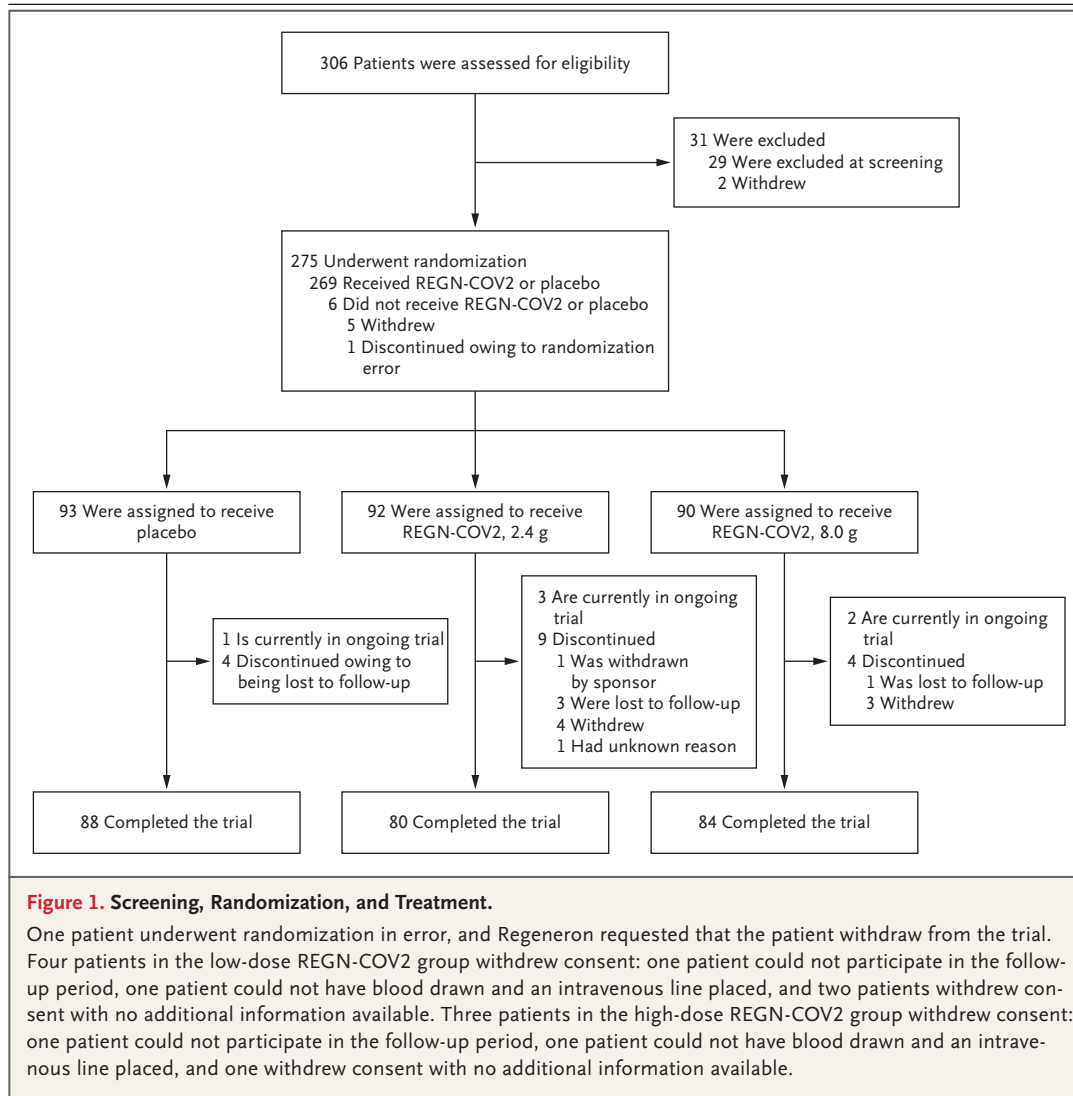 306 Patients were assessed for eligibility
31 Were excluded
29 Were excluded at screening
2 Withdrew
275 Underwent randomization
269 Received REGN-COV2 or placebo
6 Did not receive REGN-COV2 or placebo
5 Withdrew
1 Discontinued owing to randomization
error
93 Were assigned to receive
placebo
92 Were assigned to receive
REGN-COV2, 2.4 g
90 Were assigned to receive
REGN-COV2, 8.0 g
1 Is currently in ongoing trial
4 Discontinued owing to
being lost to follow-up
3 Are currently in ongoing
trial
9 Discontinued
1 Was withdrawn
by sponsor
3 Were lost to follow-up
4 Withdrew
1 Had unknown reason
2 Are currently in ongoing
trial
4 Discontinued
1 Was lost to follow-up
3 Withdrew
88 Completed the trial
80 Completed the trial
84 Completed the trial
Figure 1. Screening, Randomization, and Treatment.
One patient underwent randomization in error, and Regeneron requested that the patient withdraw from the trial.
Four patients in the low-dose REGN-COV2 group withdrew consent: one patient could not participate in the follow-
up period, one patient could not have blood drawn and an intravenous line placed, and two patients withdrew con-
sent with no additional information available. Three patients in the high-dose REGN-COV2 group withdrew consent:
one patient could not participate in the follow-up period, one patient could not have blood drawn and an intrave-
nous line placed, and one withdrew consent with no additional information available.